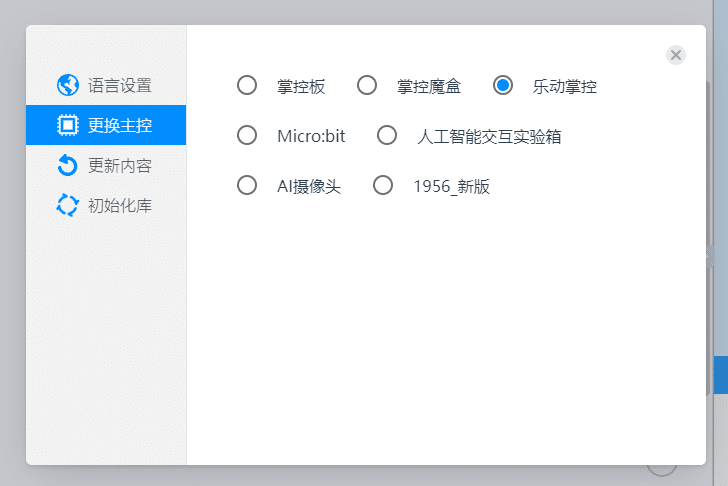 语言设置
更换主控
更新内容
初始化库
掌控板 掌控魔盒 乐动掌控
Micro:bit 人工智能交互实验箱
AI摄像头 1956_新版